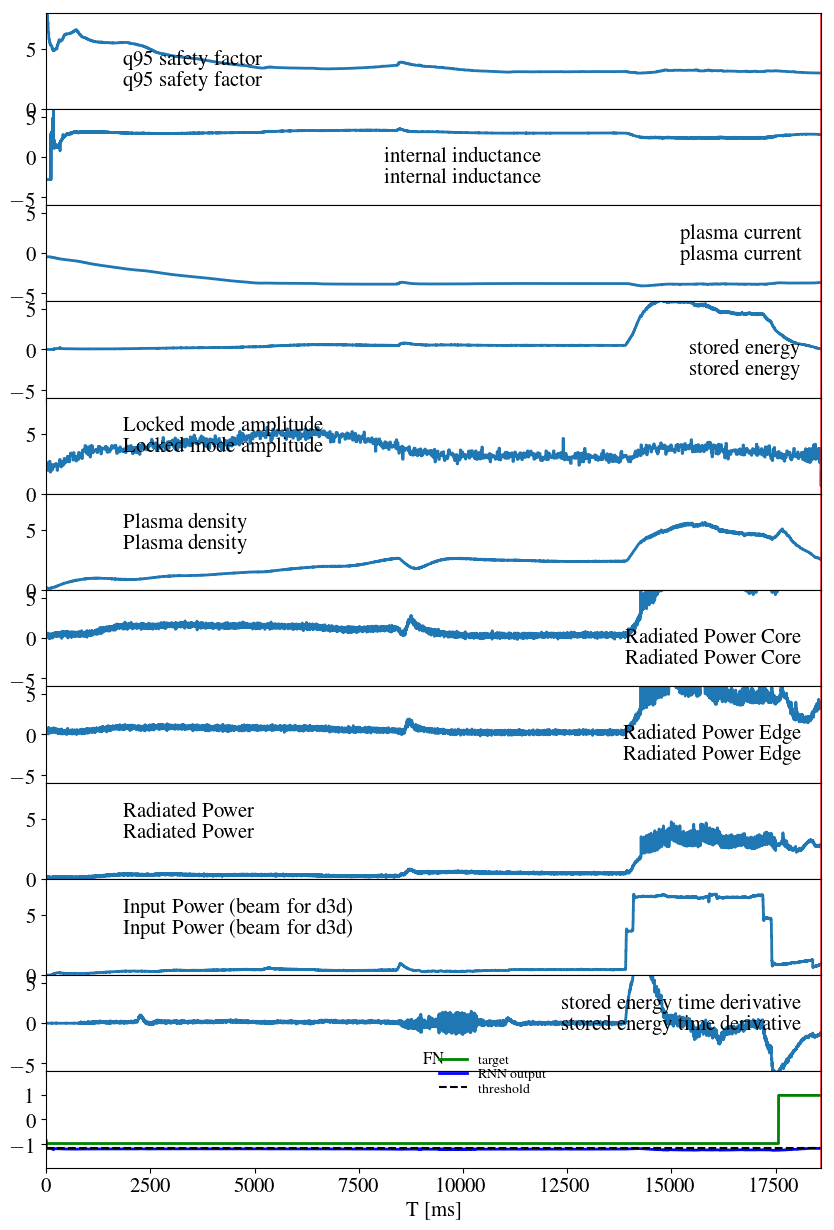 5
q95 safety factor
q95 safety factor
0
5
0
internal inductance
internal inductance
−5
5
plasma current
0
plasma current
−5
5
0
stored energy
stored energy
−5
Locked mode amplitude
5
Locked mode amplitude
0
Plasma density
5
Plasma density
0
5
0
Radiated Power Core
Radiated Power Core
−5
5
0
Radiated Power Edge
Radiated Power Edge
−5
Radiated Power
5
Radiated Power
0
Input Power (beam for d3d)
5
Input Power (beam for d3d)
0
5
stored energy time derivative
0
stored energy time derivative
−5
FN
target
RNN output
threshold
1
0
−1
0 2500 5000 7500 10000 12500 15000 17500
T [ms]